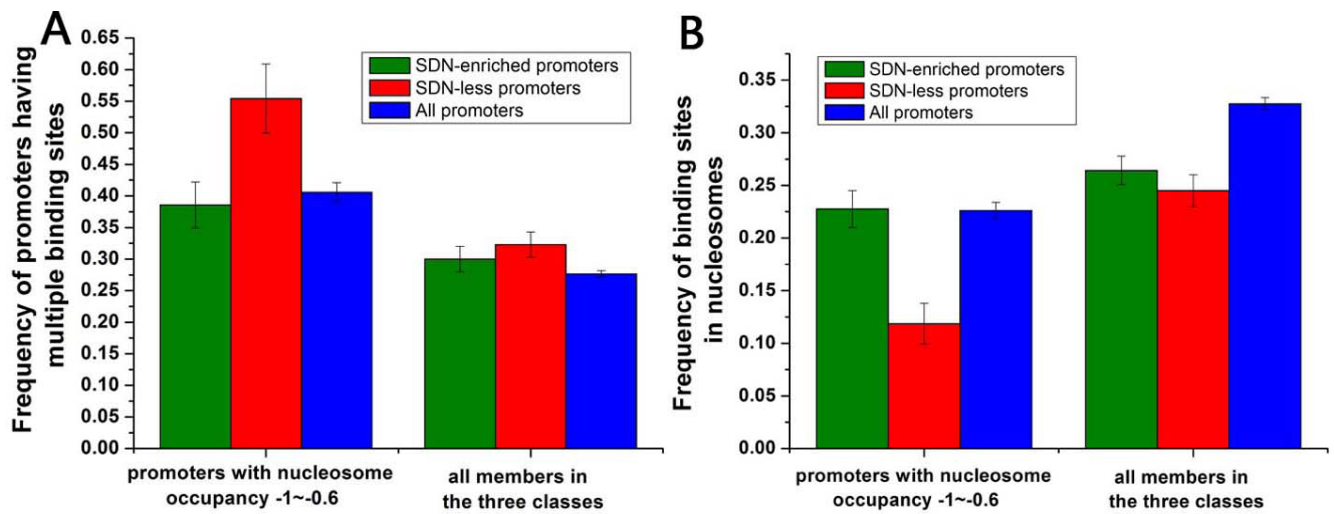 A
Frequency of promoters having
multiple binding sites
0.65
0.60
0.55
0.50
0.45
0.40
0.35
0.30
0.25
0.20
0.15
0.10
0.05
0.00
SDN-enriched promoters
SDN-less promoters
All promoters
promoters with nucleosome
occupancy -1~-0.6
all members in
the three classes
B
Frequency of binding sites
in nucleosomes
0.35
0.30
0.25
0.20
0.15
0.10
0.05
0.00
SDN-enriched promoters
SDN-less promoters
All promoters
promoters with nucleosome
occupancy -1~-0.6
all members in
the three classes